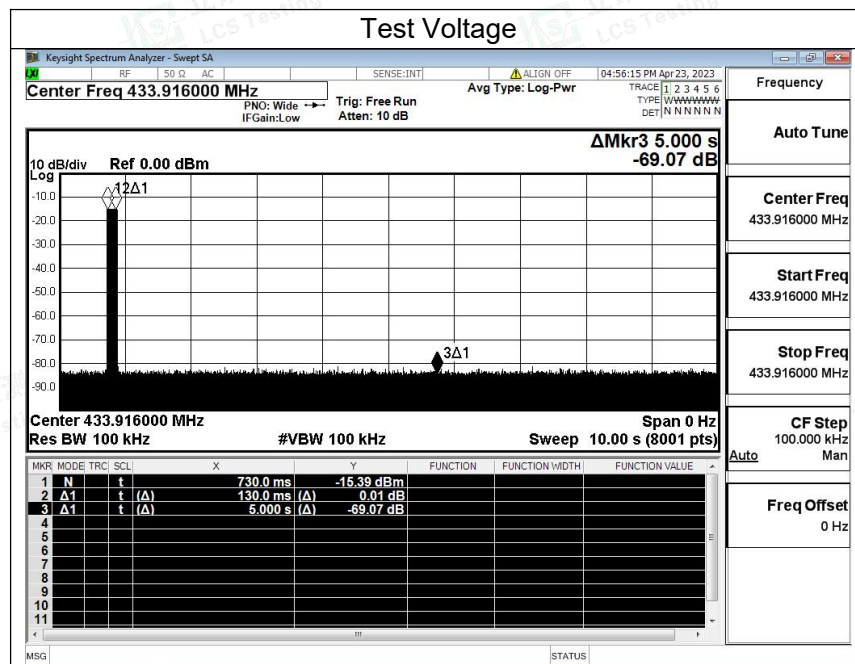 Test Voltage
Keysight Spectrum Analyzer - Swept SA
LXI RF 50 Ω AC SENSE:INT ALIGN OFF 04:56:15 PM Apr 23, 2023
Center Freq 433.916000 MHz
PNO: Wide
IFGain:Low
Trig: Free Run
Atten: 10 dB
Avg Type: Log-Pwr
TRACE 1 2 3 4 5 6
TYPE WWWWWW
DET N N N N N N
ΔMkr3 5.000 s
-69.07 dB
10 dB/div Ref 0.00 dBm
Log
12Δ1
-10.0
-20.0
-30.0
-40.0
-50.0
-60.0
-70.0
3Δ1
-80.0
-90.0
Center 433.916000 MHz Span 0 Hz
Res BW 100 kHz #VBW 100 kHz Sweep 10.00 s (8001 pts)
MKR MODE TRC SCL X Y FUNCTION FUNCTION WIDTH FUNCTION VALUE
1 N t 730.0 ms -15.39 dBm
2 Δ1 t (Δ) 130.0 ms (Δ) 0.01 dB
3 Δ1 t (Δ) 5.000 s (Δ) -69.07 dB
4
5
6
7
8
9
10
11
MSG STATUS
Frequency
Auto Tune
Center Freq
433.916000 MHz
Start Freq
433.916000 MHz
Stop Freq
433.916000 MHz
CF Step
100.000 kHz
Auto Man
Freq Offset
0 Hz
LCS Testing
LCS Testing